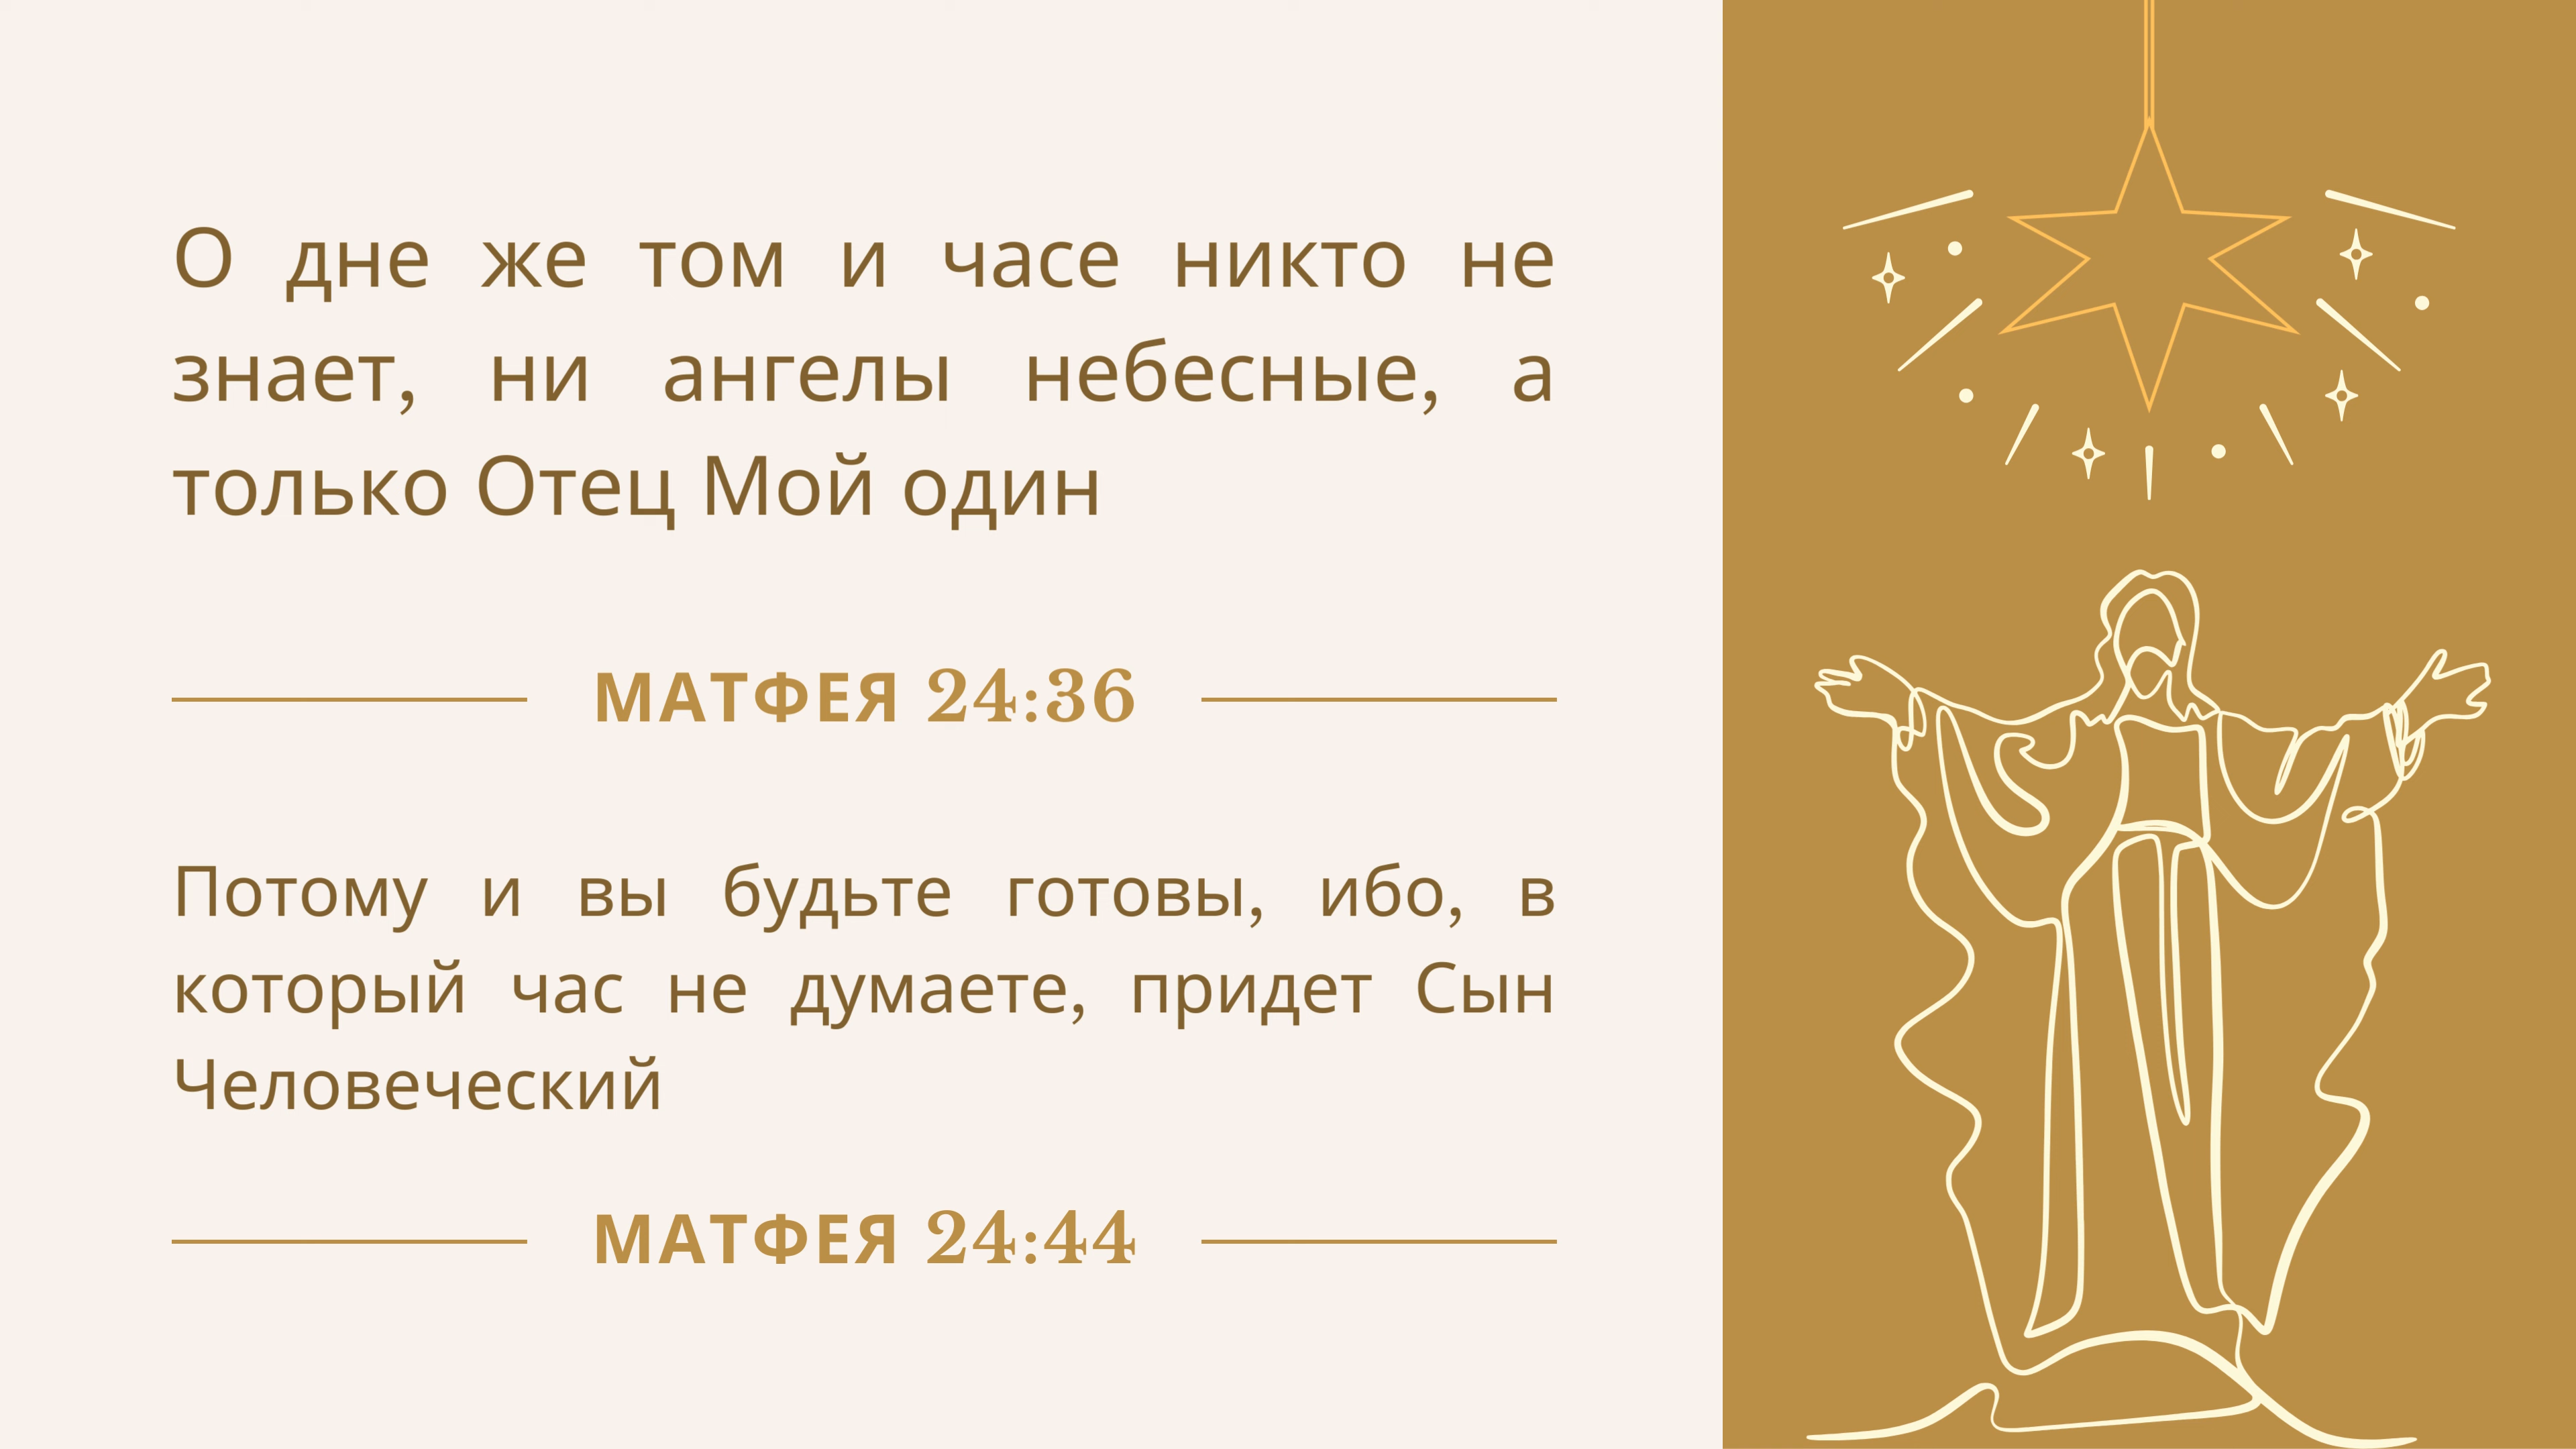 О дне же том и часе никто не
знает, ни ангелы небесные, а
только Отец Мой один
МАТФЕЯ 24:36
Потому и вы будьте готовы, ибо, в
который час не думаете, придет Сын
Человеческий
МАТФЕЯ 24:44